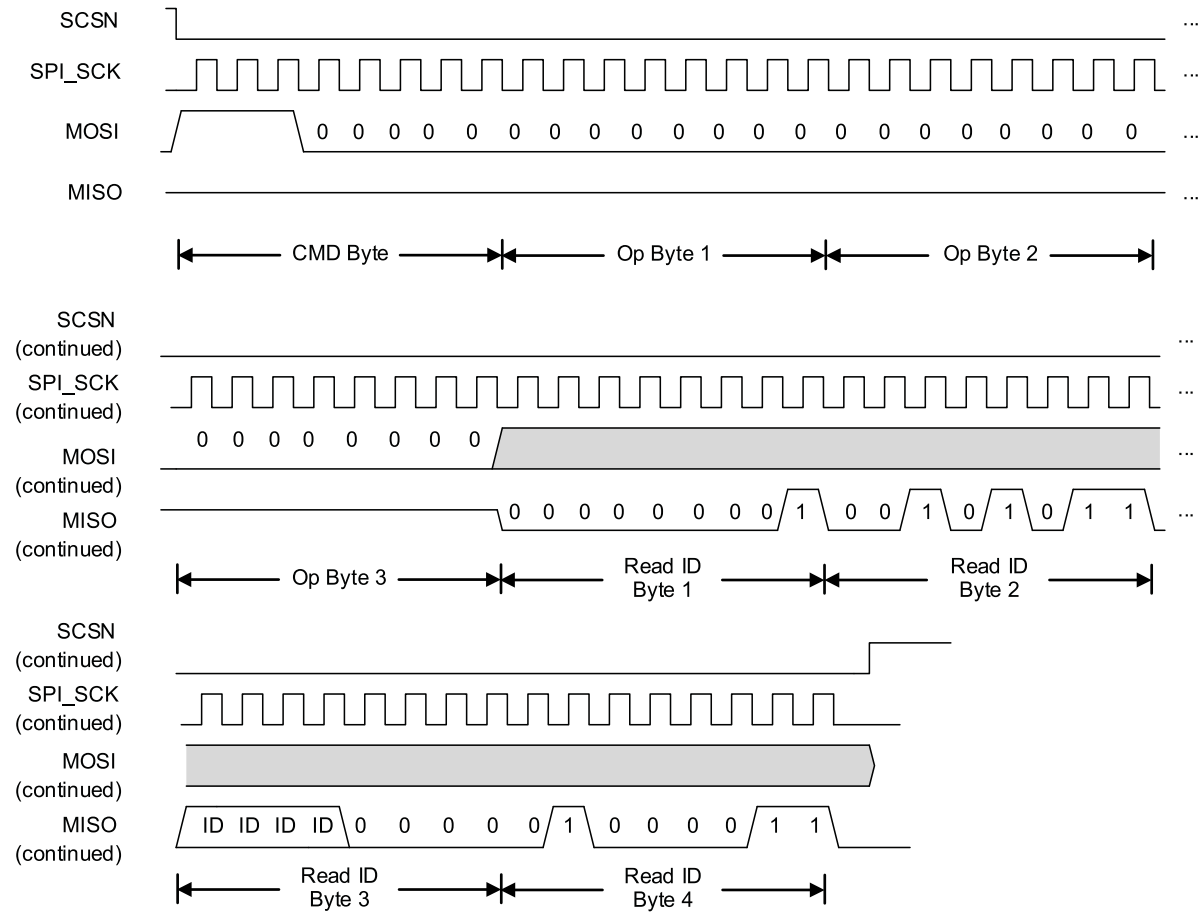 SCSN ...
SPI_SCK ...
MOSI 0 0 0 0 0 0 0 0 0 0 0 0 0 0 0 0 0 0 0 0 0 ...
MISO ...
CMD Byte Op Byte 1 Op Byte 2
SCSN
(continued) ...
SPI_SCK
(continued) ...
0 0 0 0 0 0 0 0
MOSI ...
(continued)
MISO 0 0 0 0 0 0 0 0 1 0 0 1 0 1 0 1 1 ...
(continued)
Op Byte 3 Read ID Byte 1 Read ID Byte 2
SCSN
(continued)
SPI_SCK
(continued)
MOSI
(continued)
MISO ID ID ID ID 0 0 0 0 0 1 0 0 0 0 1 1
(continued)
Read ID Byte 3 Read ID Byte 4